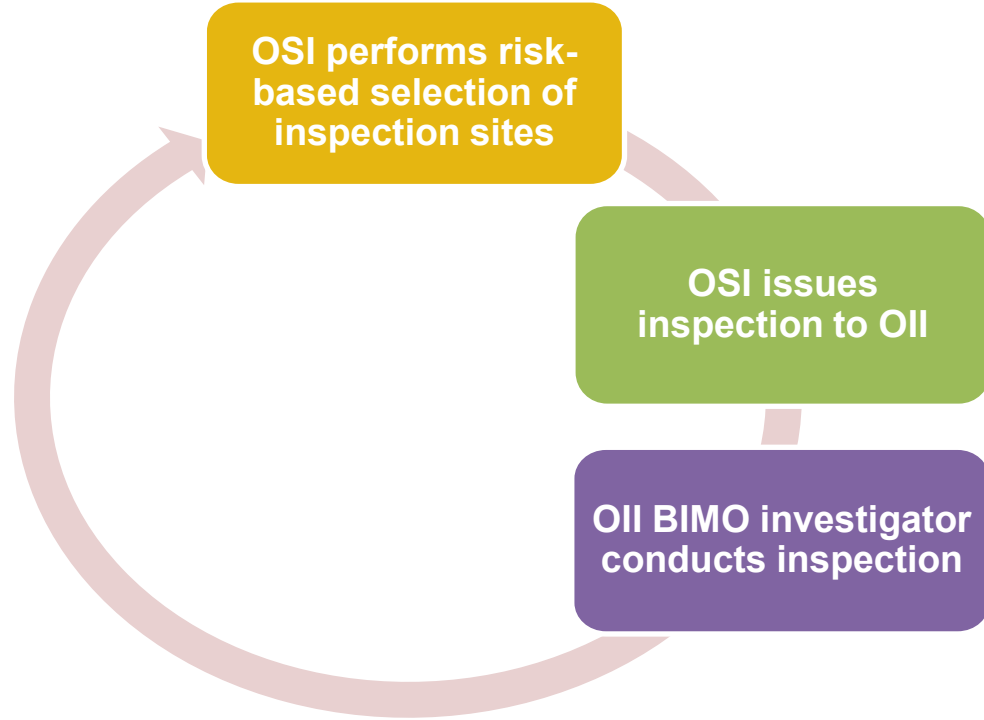 OSI performs risk-
based selection of
inspection sites
OSI issues
inspection to OII
OII BIMO investigator
conducts inspection